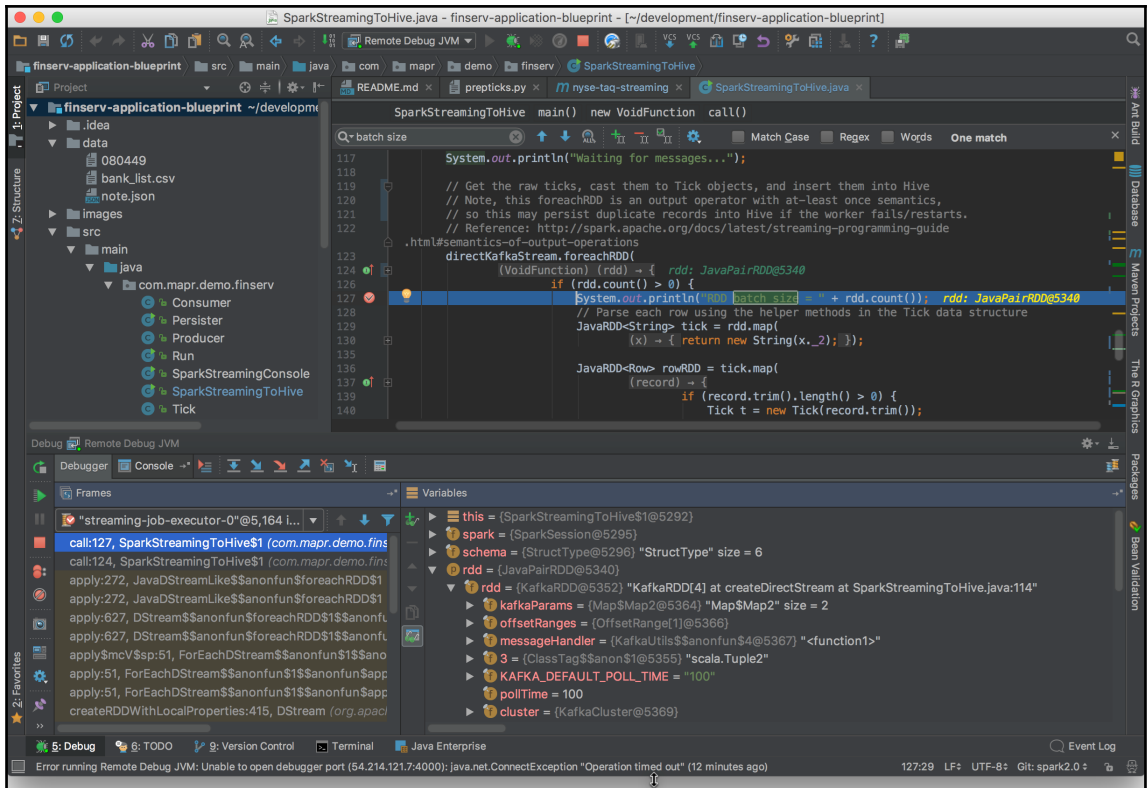 SparkStreamingToHive.java - finserv-application-blueprint - [~/development/finserv-application-blueprint]
Remote Debug JVM
VCS VCS
finserv-application-blueprint src main java com mapr demo finserv SparkStreamingToHive
1: Project
Z: Structure
2: Favorites
Project
README.md × prepticks.py × m nyse-taq-streaming × SparkStreamingToHive.java ×
finserv-application-blueprint ~/developme
.idea
data
080449
bank_list.csv
note.json
images
src
main
java
com.mapr.demo.finserv
Consumer
Persister
Producer
Run
SparkStreamingConsole
SparkStreamingToHive
Tick
SparkStreamingToHive main() new VoidFunction call()
batch size Match Case Regex Words One match
117 System.out.println("Waiting for messages...");
118
119 // Get the raw ticks, cast them to Tick objects, and insert them into Hive
120 // Note, this foreachRDD is an output operator with at-least once semantics,
121 // so this may persist duplicate records into Hive if the worker fails/restarts.
122 // Reference: http://spark.apache.org/docs/latest/streaming-programming-guide
.html#semantics-of-output-operations
123 directKafkaStream.foreachRDD(
124 (VoidFunction) (rdd) → { rdd: JavaPairRDD@5340
126 if (rdd.count() > 0) {
127 System.out.println("RDD batch size = " + rdd.count()); rdd: JavaPairRDD@5340
128 // Parse each row using the helper methods in the Tick data structure
129 JavaRDD<String> tick = rdd.map(
130 (x) → { return new String(x._2); });
135
136 JavaRDD<Row> rowRDD = tick.map(
137 (record) → {
139 if (record.trim().length() > 0) {
140 Tick t = new Tick(record.trim());
Ant Build
Database
m Maven Projects
The R Graphics
Packages
Bean Validation
Debug Remote Debug JVM
Debugger Console
Frames
"streaming-job-executor-0"@5,164 i...
call:127, SparkStreamingToHive$1 (com.mapr.demo.fins
call:124, SparkStreamingToHive$1 (com.mapr.demo.fins
apply:272, JavaDStreamLike$$anonfun$foreachRDD$1
apply:272, JavaDStreamLike$$anonfun$foreachRDD$1
apply:627, DStream$$anonfun$foreachRDD$1$$anonfu
apply:627, DStream$$anonfun$foreachRDD$1$$anonfu
apply$mcV$sp:51, ForEachDStream$$anonfun$1$$ano
apply:51, ForEachDStream$$anonfun$1$$anonfun$app
apply:51, ForEachDStream$$anonfun$1$$anonfun$app
createRDDWithLocalProperties:415, DStream (org.apac
Variables
this = {SparkStreamingToHive$1@5292}
spark = {SparkSession@5295}
schema = {StructType@5296} "StructType" size = 6
rdd = {JavaPairRDD@5340}
rdd = {KafkaRDD@5352} "KafkaRDD[4] at createDirectStream at SparkStreamingToHive.java:114"
kafkaParams = {Map$Map2@5364} "Map$Map2" size = 2
offsetRanges = {OffsetRange[1]@5366}
messageHandler = {KafkaUtils$$anonfun$4@5367} "<function1>"
3 = {ClassTag$$anon$1@5355} "scala.Tuple2"
KAFKA_DEFAULT_POLL_TIME = "100"
pollTime = 100
cluster = {KafkaCluster@5369}
5: Debug 6: TODO 9: Version Control Terminal Java Enterprise Event Log
Error running Remote Debug JVM: Unable to open debugger port (54.214.121.7:4000): java.net.ConnectException "Operation timed out" (12 minutes ago) 127:29 LF UTF-8 Git: spark2.0